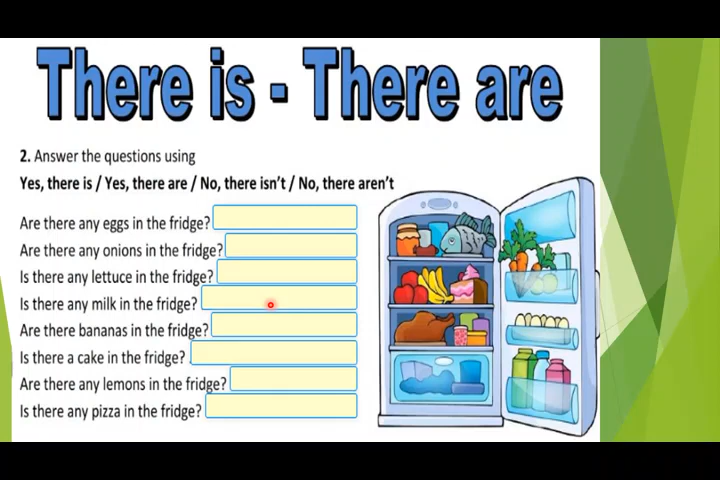 There is - There are
2. Answer the questions using
Yes, there is / Yes, there are / No, there isn't / No, there aren't
Are there any eggs in the fridge?
Are there any onions in the fridge?
Is there any lettuce in the fridge?
Is there any milk in the fridge?
Are there bananas in the fridge?
Is there a cake in the fridge?
Are there any lemons in the fridge?
Is there any pizza in the fridge?